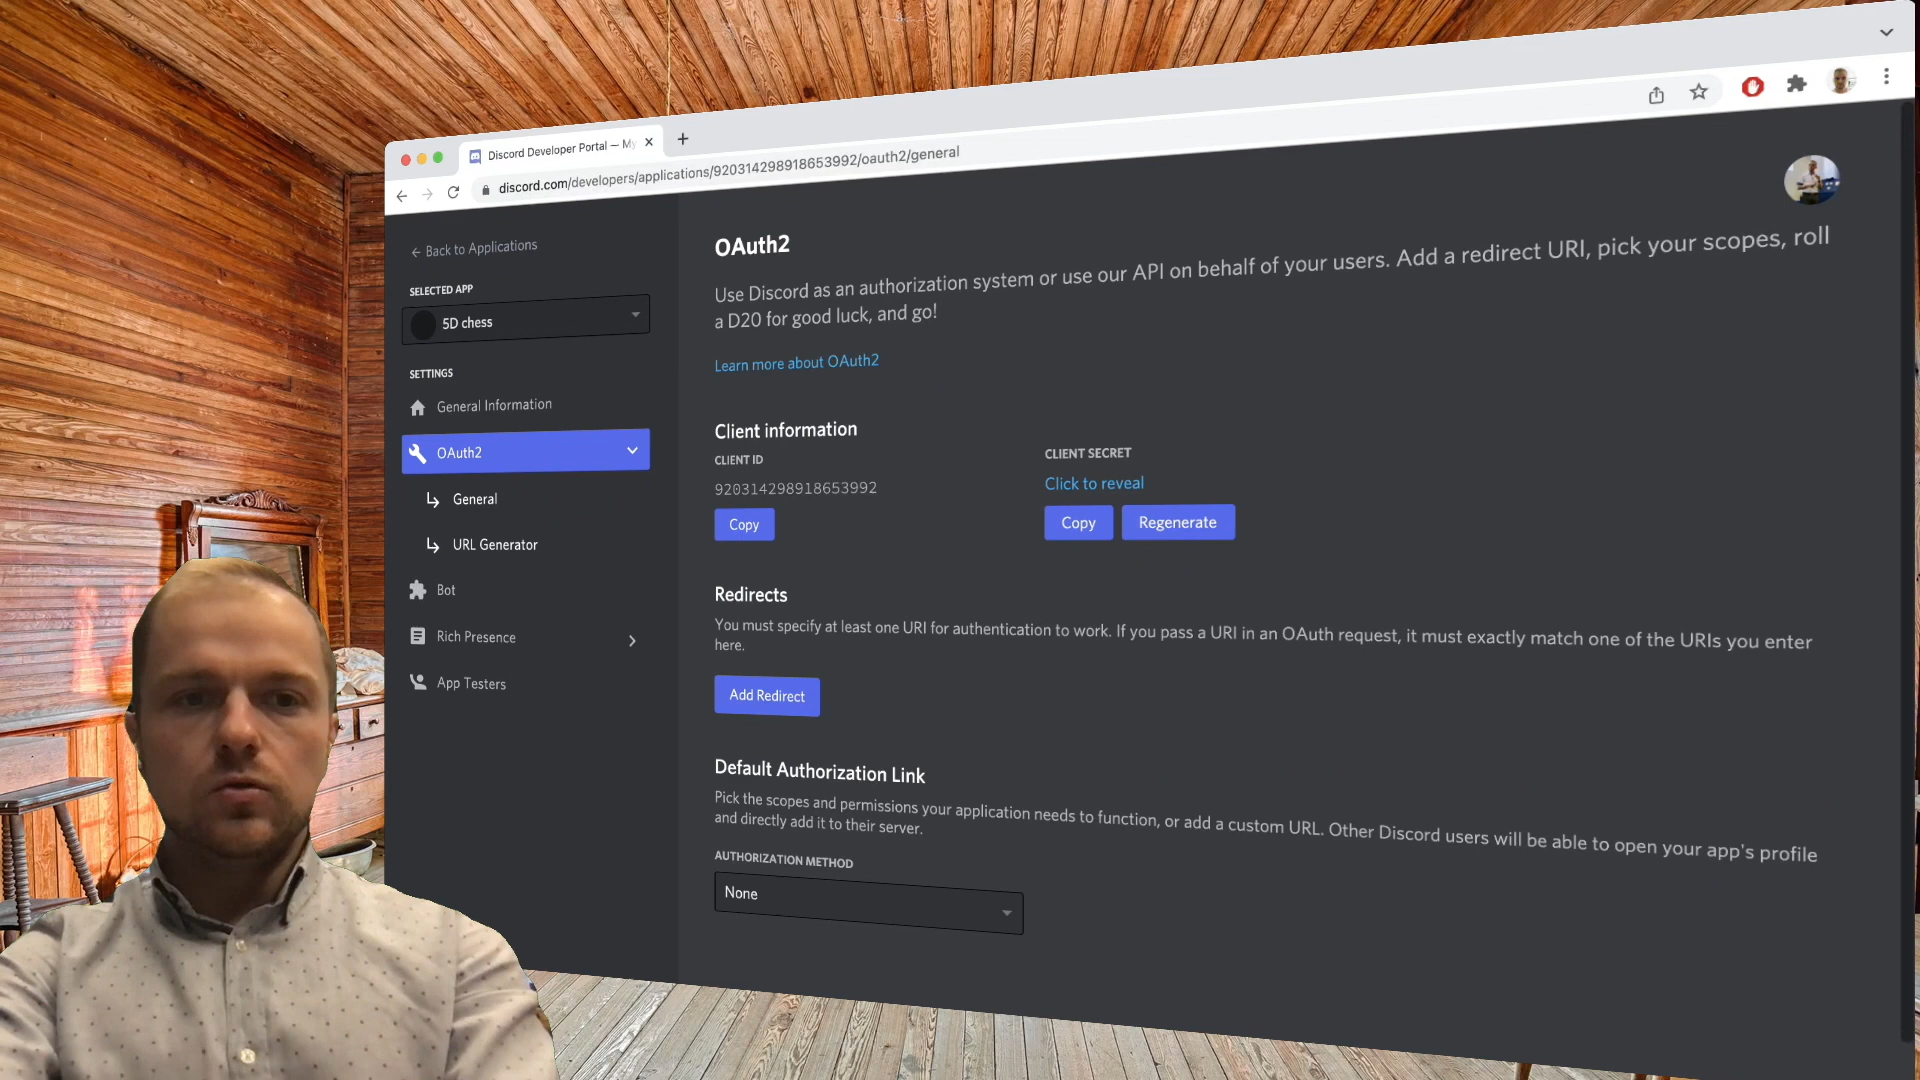 Discord Developer Portal — My
discord.com/developers/applications/920314298918653992/oauth2/general
← Back to Applications
SELECTED APP
5D chess
SETTINGS
General Information
OAuth2
General
URL Generator
Bot
Rich Presence
App Testers
OAuth2
Use Discord as an authorization system or use our API on behalf of your users. Add a redirect URI, pick your scopes, roll
a D20 for good luck, and go!
Learn more about OAuth2
Client information
CLIENT ID
920314298918653992
Copy
CLIENT SECRET
Click to reveal
Copy
Regenerate
Redirects
You must specify at least one URI for authentication to work. If you pass a URI in an OAuth request, it must exactly match one of the URIs you enter
here.
Add Redirect
Default Authorization Link
Pick the scopes and permissions your application needs to function, or add a custom URL. Other Discord users will be able to open your app's profile
and directly add it to their server.
AUTHORIZATION METHOD
None